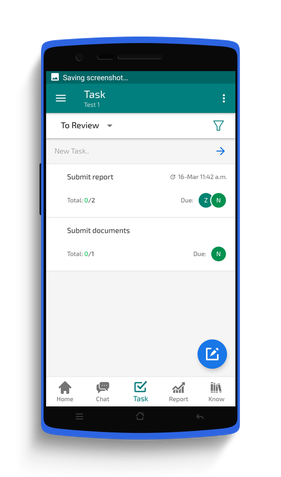 Saving screenshot...
Task
Test 1
To Review
New Task..
Submit report 16-Mar 11:42 a.m.
Total: 0/2 Due: Z N
Submit documents
Total: 0/1 Due: N
Home Chat Task Report Know